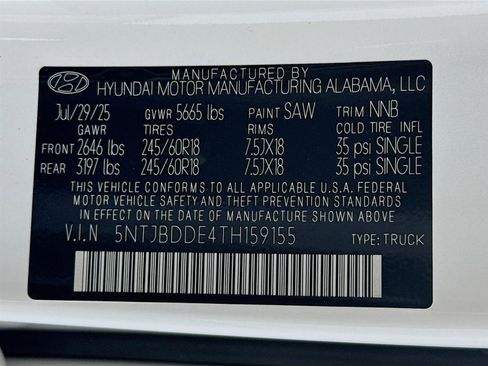 MANUFACTURED BY
HYUNDAI MOTOR MANUFACTURING ALABAMA, LLC
Jul/29/25 GVWR 5665 lbs PAINT SAW TRIM NNB
GAWR TIRES RIMS COLD TIRE INFL
FRONT 2646 lbs 245/60R18 7.5JX18 35 psi SINGLE
REAR 3197 lbs 245/60R18 7.5JX18 35 psi SINGLE
THIS VEHICLE CONFORMS TO ALL APPLICABLE U.S.A. FEDERAL
MOTOR VEHICLE SAFETY AND THEFT PREVENTION STANDARDS
IN EFFECT ON THE DATE OF MANUFACTURE SHOWN ABOVE.
V.I.N 5NTJBDDE4TH159155 TYPE: TRUCK